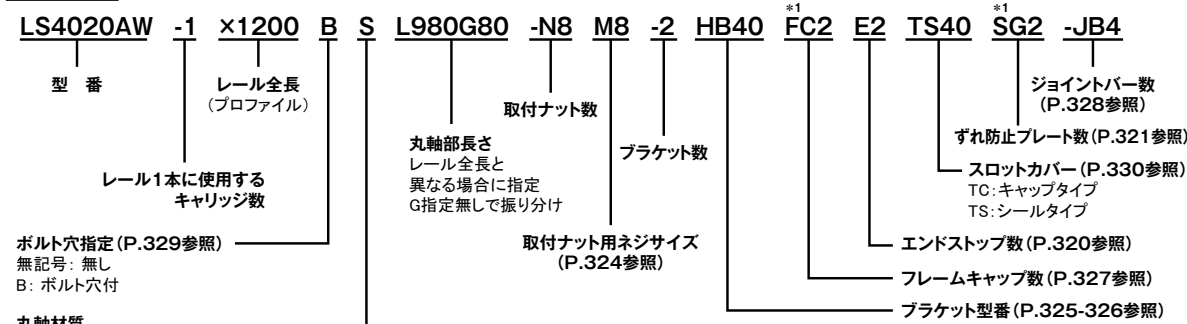 *1 *1
LS4020AW -1 ×1200 B S L980G80 -N8 M8 -2 HB40 FC2 E2 TS40 SG2 -JB4
型 番
レール全長
(プロファイル)
レール1本に使用する
キャリッジ数
ボルト穴指定(P.329参照)
無記号: 無し
B: ボルト穴付
丸軸材質
丸軸部長さ
レール全長と
異なる場合に指定
G指定無しで振り分け
取付ナット数
取付ナット用ネジサイズ
(P.324参照)
ブラケット数
ジョイントバー数
(P.328参照)
ずれ防止プレート数(P.321参照)
スロットカバー(P.330参照)
TC:キャップタイプ
TS:シールタイプ
エンドストップ数(P.320参照)
フレームキャップ数(P.327参照)
ブラケット型番(P.325-326参照)